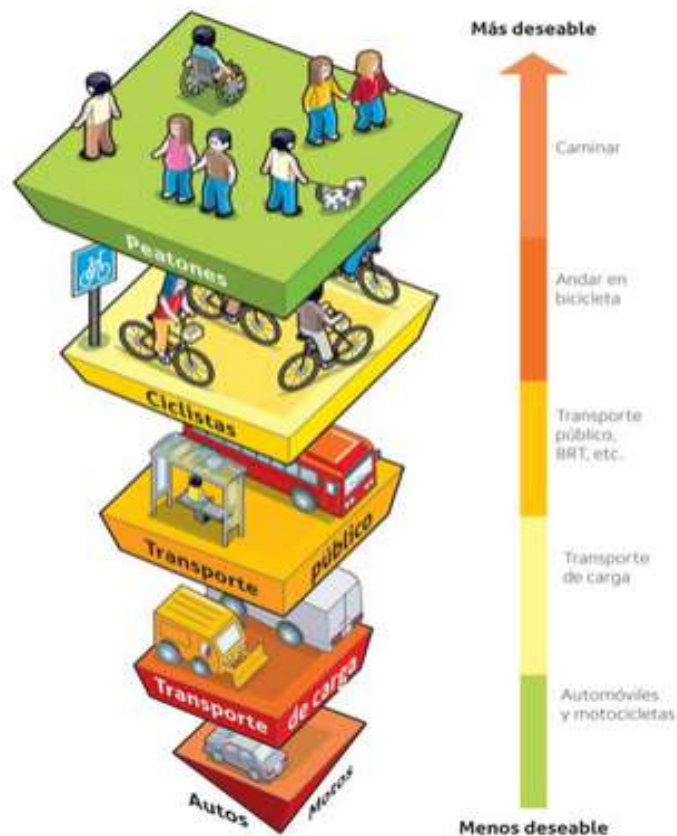 Más deseable
Caminar
Peatones
Andar en
bicicleta
Ciclistas
Transporte
público,
BRT, etc.
Transporte público
Transporte
de carga
Transporte de carga
Automóviles
y motocicletas
Autos Motos
Menos deseable